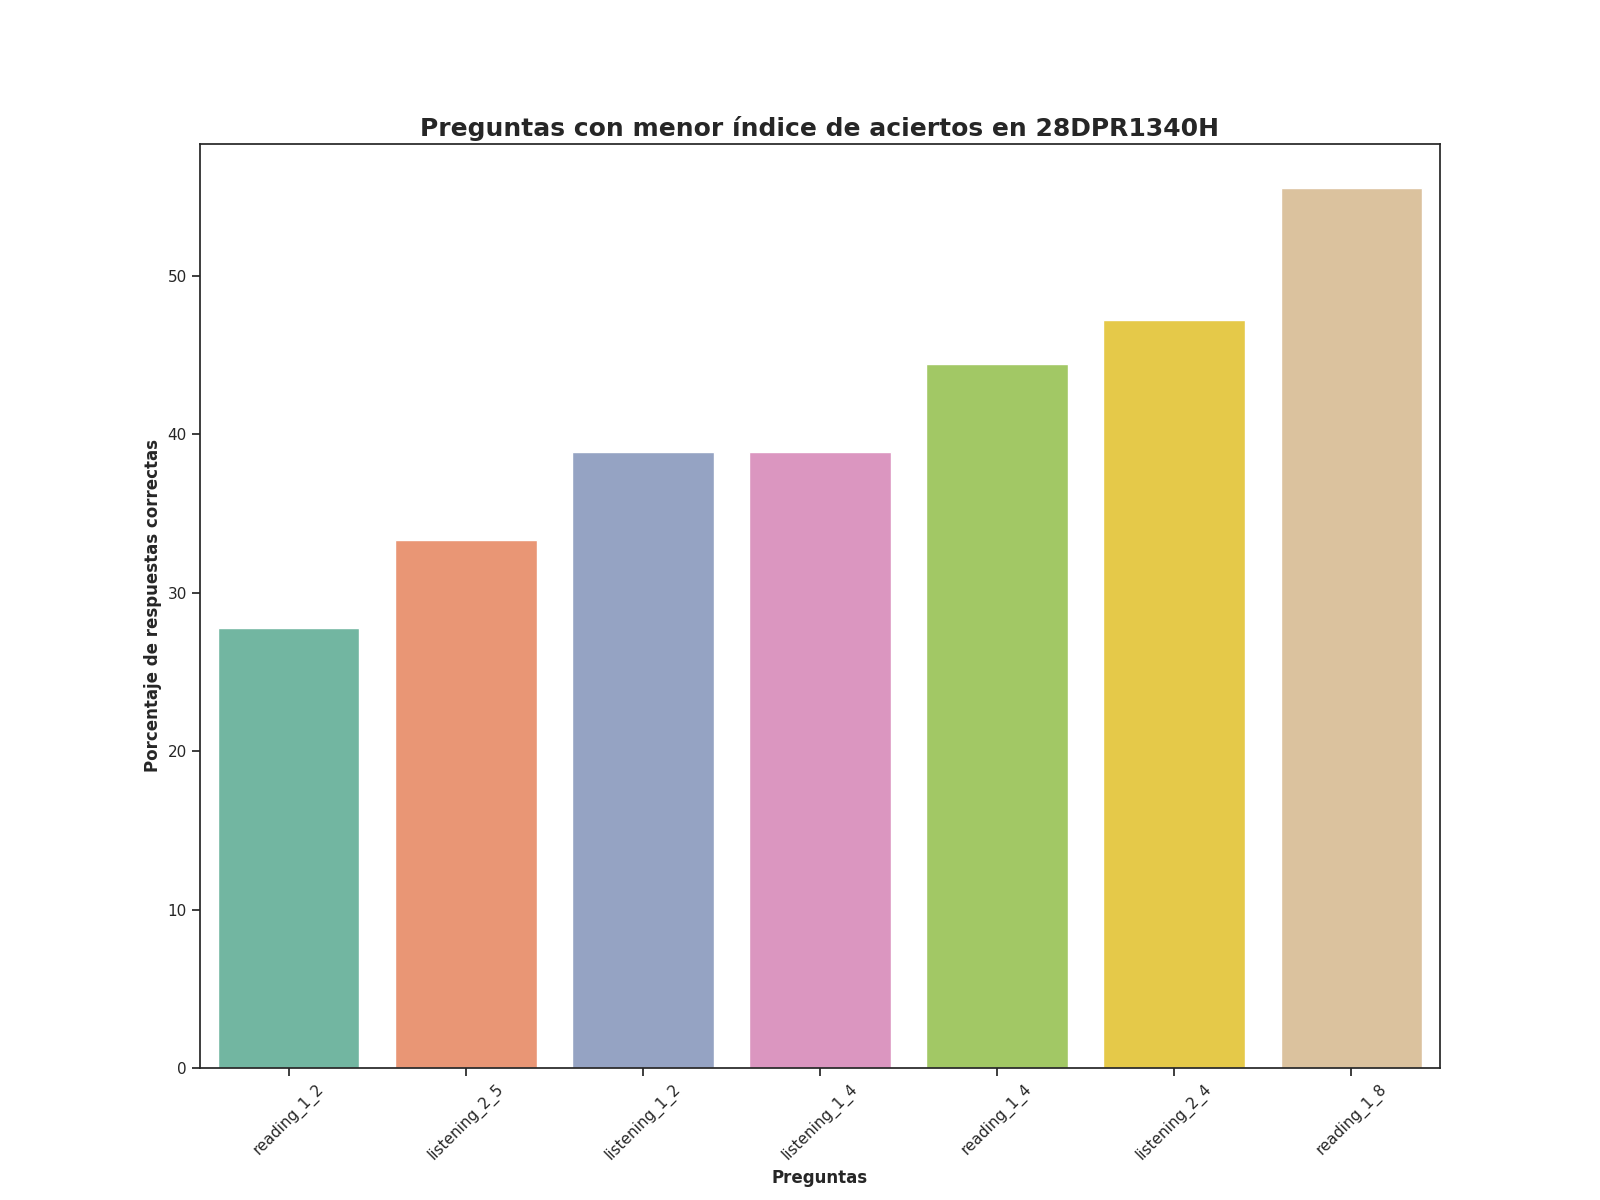 Preguntas con menor índice de aciertos en 28DPR1340H
Porcentaje de respuestas correctas
50
40
30
20
10
0
reading_1_2
listening_2_5
listening_1_2
listening_1_4
reading_1_4
listening_2_4
reading_1_8
Preguntas